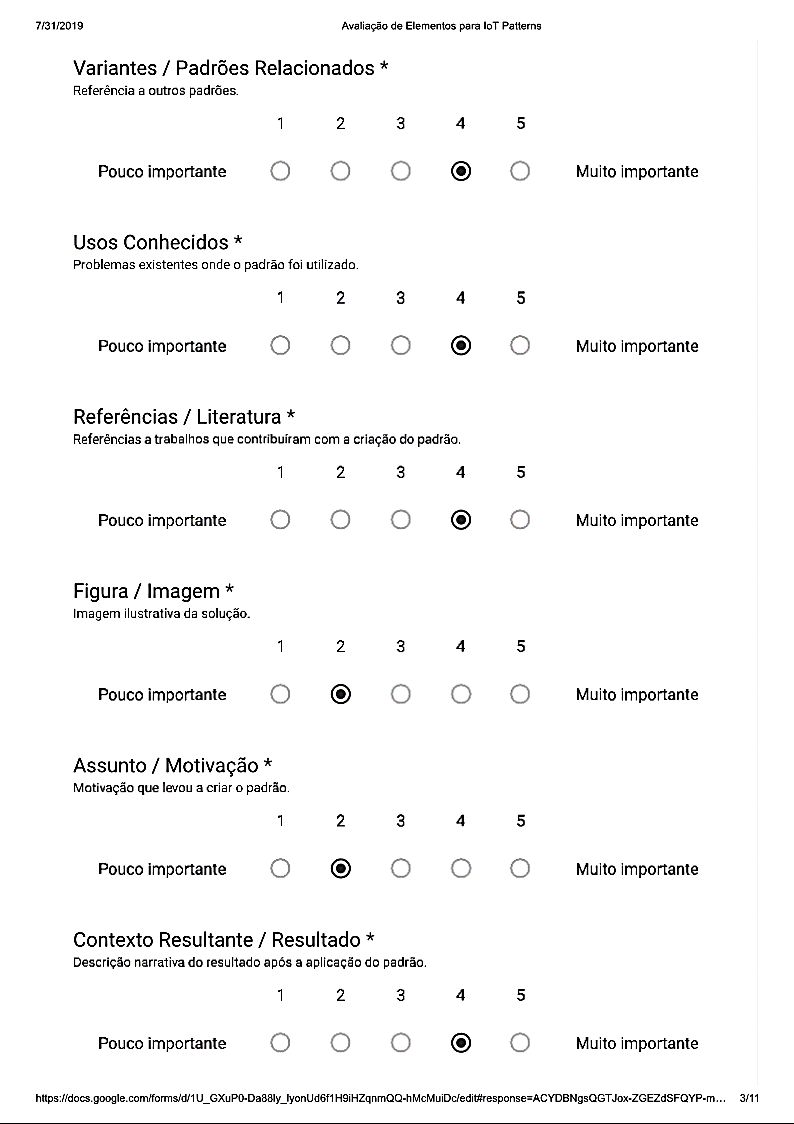 7/31/2019 Avaliação de Elementos para IoT Patterns
Variantes / Padrões Relacionados *
Referência a outros padrões.
1 2 3 4 5
Pouco importante Muito importante
Usos Conhecidos *
Problemas existentes onde o padrão foi utilizado.
1 2 3 4 5
Pouco importante Muito importante
Referências / Literatura *
Referências a trabalhos que contribuíram com a criação do padrão.
1 2 3 4 5
Pouco importante Muito importante
Figura / Imagem *
Imagem ilustrativa da solução.
1 2 3 4 5
Pouco importante Muito importante
Assunto / Motivação *
Motivação que levou a criar o padrão.
1 2 3 4 5
Pouco importante Muito importante
Contexto Resultante / Resultado *
Descrição narrativa do resultado após a aplicação do padrão.
1 2 3 4 5
Pouco importante Muito importante
https://docs.google.com/forms/d/1U_GXuP0-Da88ly_lyonUd6f1H9iHZqnmQQ-hMcMuiDc/edit#response=ACYDBNgsQGTJox-ZGEZdSFQYP-m... 3/11